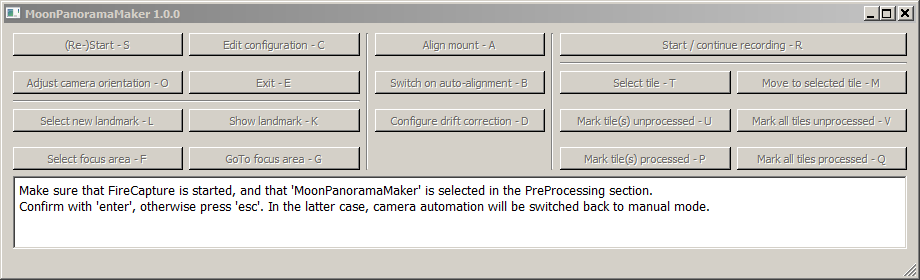 MoonPanoramaMaker 1.0.0
(Re-)Start - S
Edit configuration - C
Align mount - A
Start / continue recording - R
Adjust camera orientation - O
Exit - E
Switch on auto-alignment - B
Select tile - T
Move to selected tile - M
Select new landmark - L
Show landmark - K
Configure drift correction - D
Mark tile(s) unprocessed - U
Mark all tiles unprocessed - V
Select focus area - F
GoTo focus area - G
Mark tile(s) processed - P
Mark all tiles processed - Q
Make sure that FireCapture is started, and that 'MoonPanoramaMaker' is selected in the PreProcessing section.
Confirm with 'enter', otherwise press 'esc'. In the latter case, camera automation will be switched back to manual mode.